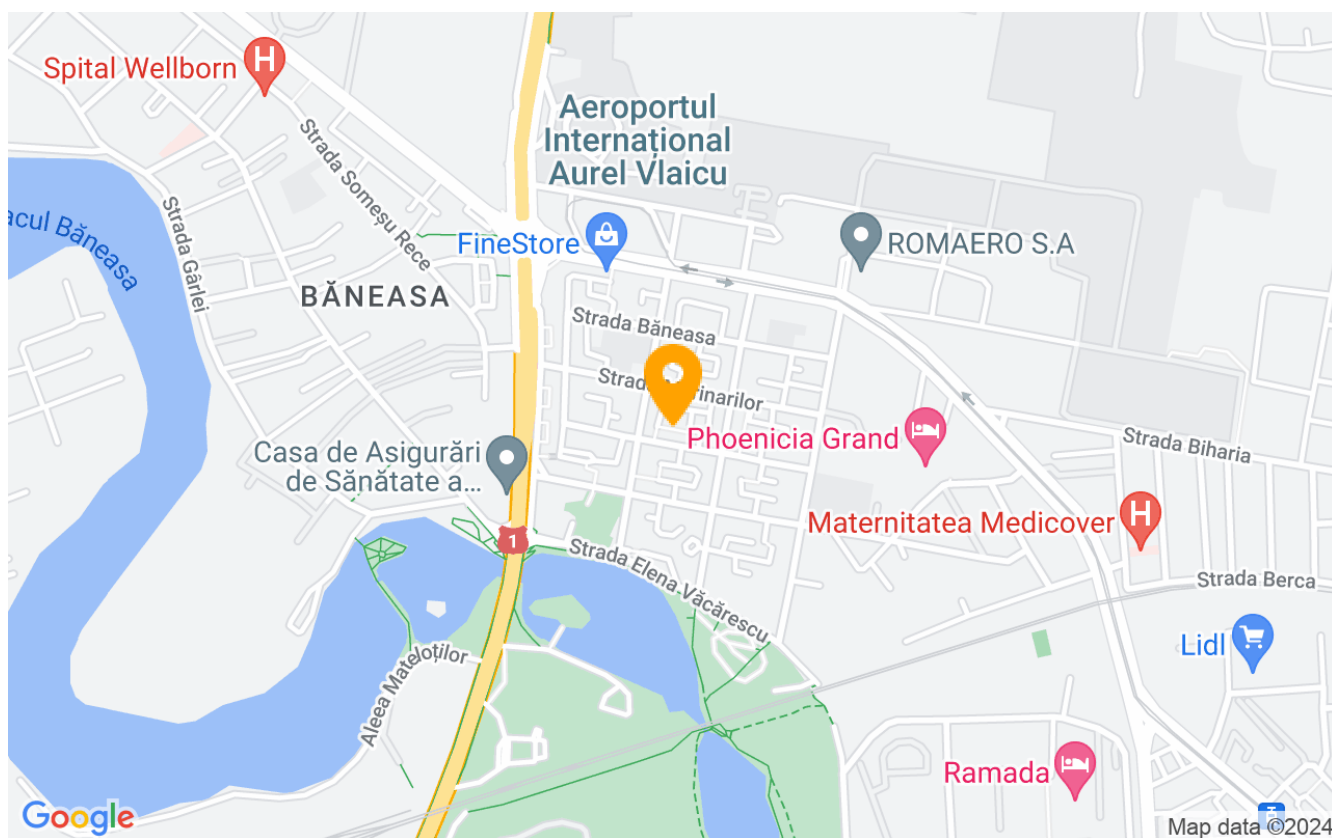 Spital Wellborn
Aeroportul
Internațional
Aurel Vlaicu
Strada Someșu Rece
Strada Gârlei
acul Băneasa
FineStore
ROMAERO S.A
BĂNEASA
Strada Băneasa
Phoenicia Grand
Strada Biharia
Casa de Asigurări
de Sănătate a...
Maternitatea Medicover
1
Strada Elena Văcărescu
Strada Berca
Lidl
Aleea Mateloților
Ramada
Google
Map data ©2024